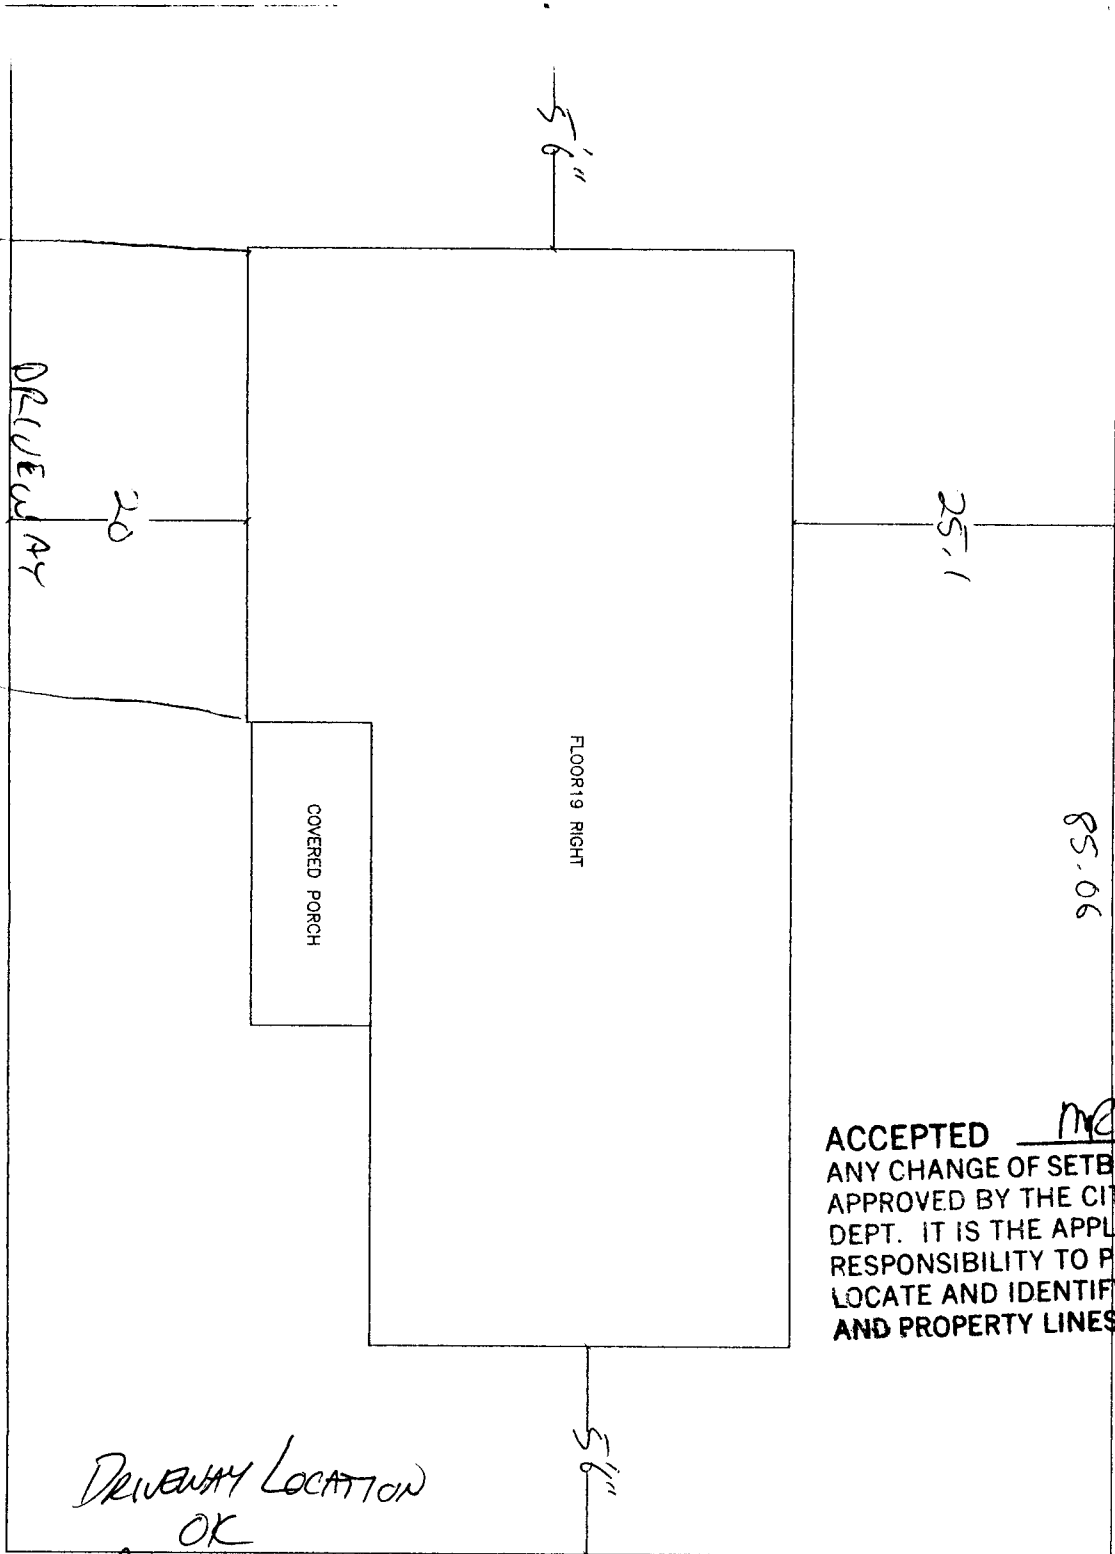 5'6"
DRIVEWAY
20
25.1
85.06
FLOOR19 RIGHT
COVERED PORCH
ACCEPTED
ANY CHANGE OF SETB
APPROVED BY THE CIT
DEPT. IT IS THE APPL
RESPONSIBILITY TO P
LOCATE AND IDENTIF
AND PROPERTY LINES
5'6"
DRIVEWAY LOCATION
OK